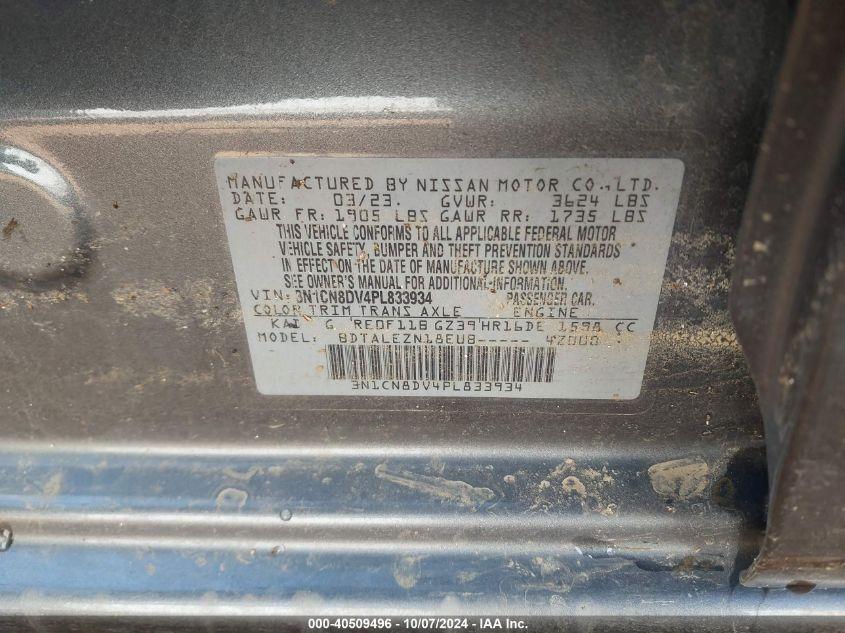 MANUFACTURED BY NISSAN MOTOR CO., LTD.
DATE: 03/23. GVWR: 3624 LBS
GAWR FR: 1905 LBS GAWR RR: 1735 LBS
THIS VEHICLE CONFORMS TO ALL APPLICABLE FEDERAL MOTOR
VEHICLE SAFETY, BUMPER AND THEFT PREVENTION STANDARDS
IN EFFECT ON THE DATE OF MANUFACTURE SHOWN ABOVE.
SEE OWNER'S MANUAL FOR ADDITIONAL INFORMATION.
VIN: 3N1CN8DV4PL833934 PASSENGER CAR.
COLOR TRIM TRANS AXLE ENGINE
G RE0F11B GZ39 HR16DE 1598 CC
MODEL: BDTALEZN18EU8-----
3N1CN8DV4PL833934
000-40509496 - 10/07/2024 - IAA Inc.